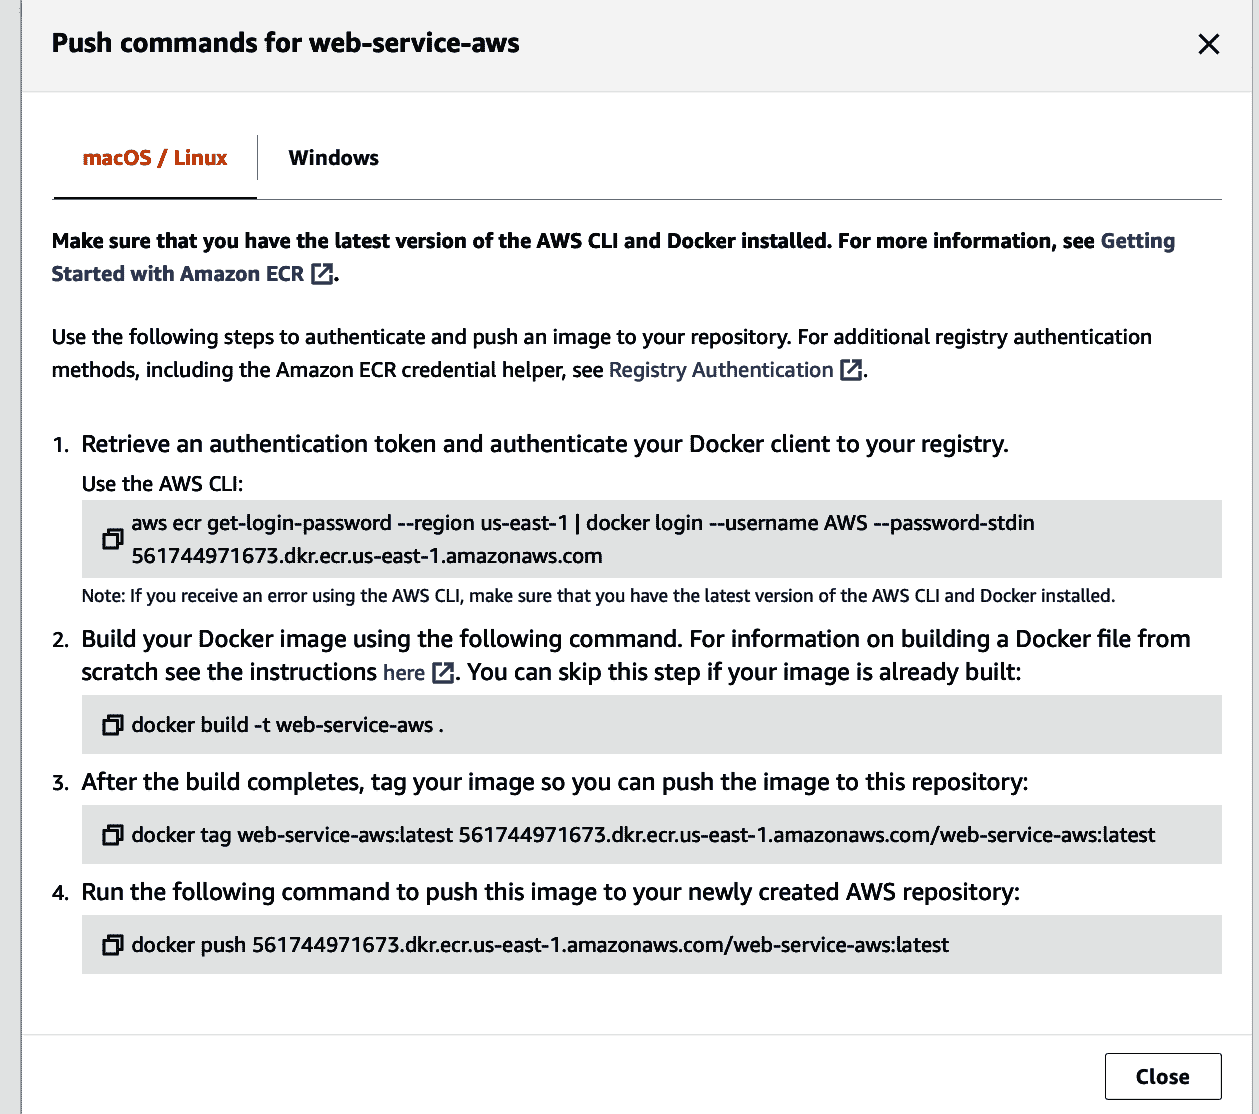 Push commands for web-service-aws
macOS / Linux
Windows
Make sure that you have the latest version of the AWS CLI and Docker installed. For more information, see Getting
Started with Amazon ECR.
Use the following steps to authenticate and push an image to your repository. For additional registry authentication
methods, including the Amazon ECR credential helper, see Registry Authentication.
1. Retrieve an authentication token and authenticate your Docker client to your registry.
Use the AWS CLI:
aws ecr get-login-password --region us-east-1 | docker login --username AWS --password-stdin
561744971673.dkr.ecr.us-east-1.amazonaws.com
Note: If you receive an error using the AWS CLI, make sure that you have the latest version of the AWS CLI and Docker installed.
2. Build your Docker image using the following command. For information on building a Docker file from
scratch see the instructions here. You can skip this step if your image is already built:
docker build -t web-service-aws .
3. After the build completes, tag your image so you can push the image to this repository:
docker tag web-service-aws:latest 561744971673.dkr.ecr.us-east-1.amazonaws.com/web-service-aws:latest
4. Run the following command to push this image to your newly created AWS repository:
docker push 561744971673.dkr.ecr.us-east-1.amazonaws.com/web-service-aws:latest
Close